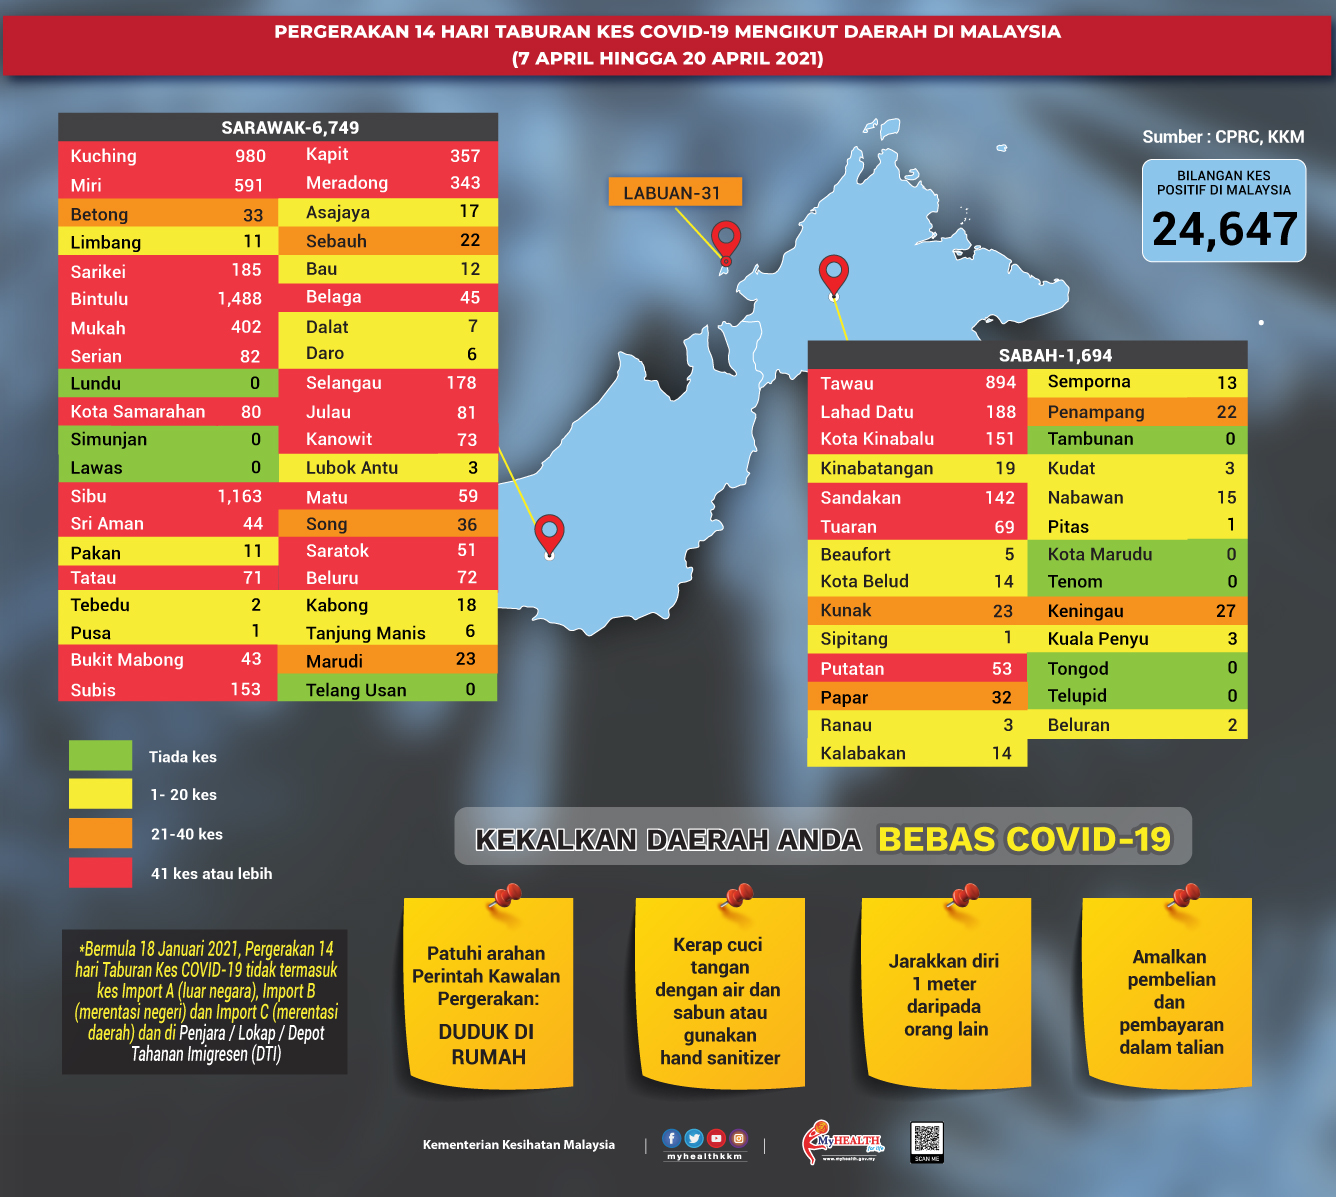 PERGERAKAN 14 HARI TABURAN KES COVID-19 MENGIKUT DAERAH DI MALAYSIA
(7 APRIL HINGGA 20 APRIL 2021)
Sumber : CPRC, KKM
BILANGAN KES
POSITIF DI MALAYSIA
24,647
LABUAN-31
SARAWAK-6,749
Kuching 980 Kapit 357
Miri 591 Meradong 343
Betong 33 Asajaya 17
Limbang 11 Sebauh 22
Sarikei 185 Bau 12
Bintulu 1,488 Belaga 45
Mukah 402 Dalat 7
Serian 82 Daro 6
Lundu 0 Selangau 178
Kota Samarahan 80 Julau 81
Simunjan 0 Kanowit 73
Lawas 0 Lubok Antu 3
Sibu 1,163 Matu 59
Sri Aman 44 Song 36
Pakan 11 Saratok 51
Tatau 71 Beluru 72
Tebedu 2 Kabong 18
Pusa 1 Tanjung Manis 6
Bukit Mabong 43 Marudi 23
Subis 153 Telang Usan 0
SABAH-1,694
Tawau 894 Semporna 13
Lahad Datu 188 Penampang 22
Kota Kinabalu 151 Tambunan 0
Kinabatangan 19 Kudat 3
Sandakan 142 Nabawan 15
Tuaran 69 Pitas 1
Beaufort 5 Kota Marudu 0
Kota Belud 14 Tenom 0
Kunak 23 Keningau 27
Sipitang 1 Kuala Penyu 3
Putatan 53 Tongod 0
Papar 32 Telupid 0
Ranau 3 Beluran 2
Kalabakan 14
Tiada kes
1- 20 kes
21-40 kes
41 kes atau lebih
*Bermula 18 Januari 2021, Pergerakan 14
hari Taburan Kes COVID-19 tidak termasuk
kes Import A (luar negara), Import B
(merentasi negeri) dan Import C (merentasi
daerah) dan di Penjara / Lokap / Depot
Tahanan Imigresen (DTI)
KEKALKAN DAERAH ANDA BEBAS COVID-19
Patuhi arahan
Perintah Kawalan
Pergerakan:
DUDUK DI
RUMAH
Kerap cuci
tangan
dengan air dan
sabun atau
gunakan
hand sanitizer
Jarakkan diri
1 meter
daripada
orang lain
Amalkan
pembelian
dan
pembayaran
dalam talian
Kementerian Kesihatan Malaysia
myhealthkkm
MyHEALTH
for life
www.myhealth.gov.my
SCAN ME